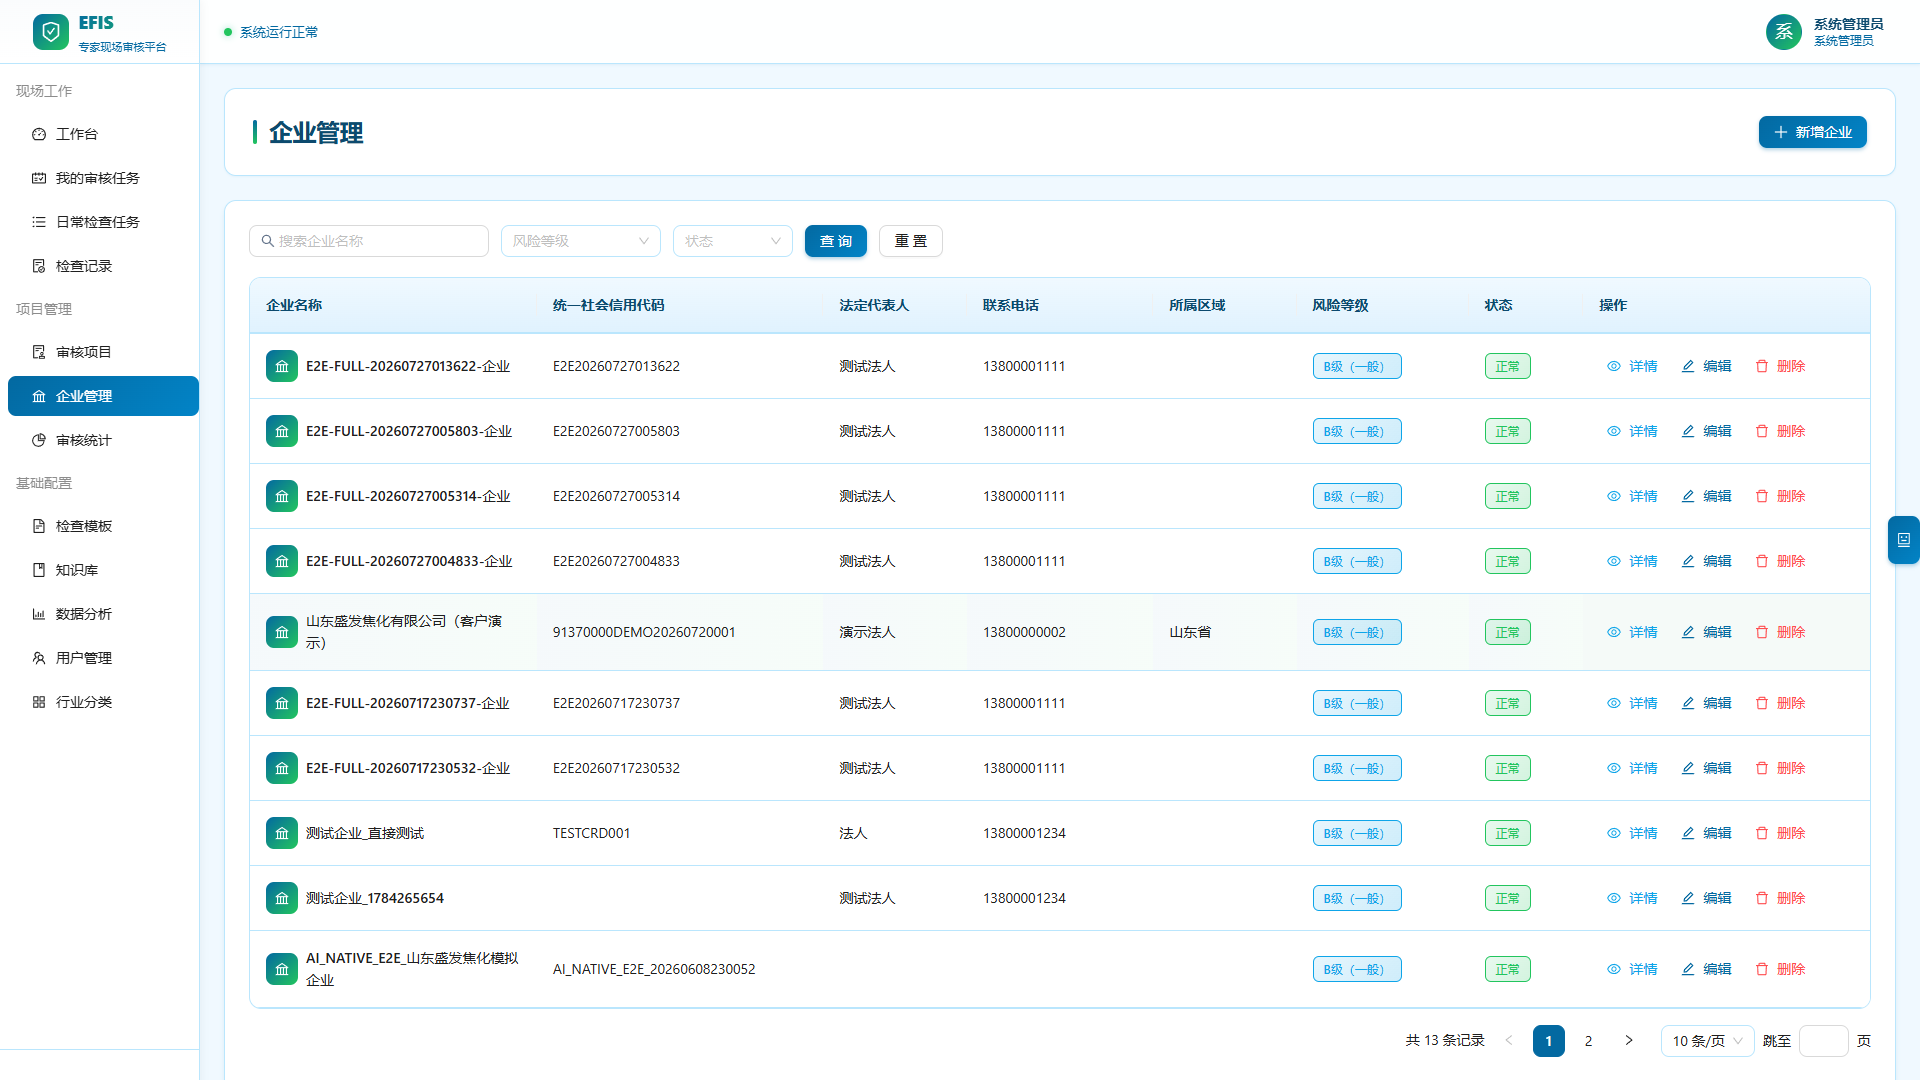 EFIS
专家现场审核平台
系统运行正常
系
系统管理员
系统管理员
现场工作
工作台
我的审核任务
日常检查任务
检查记录
项目管理
审核项目
企业管理
审核统计
基础配置
检查模板
知识库
数据分析
用户管理
行业分类
企业管理
新增企业
搜索企业名称 风险等级 状态 查 询 重 置
企业名称 统一社会信用代码 法定代表人 联系电话 所属区域 风险等级 状态 操作
E2E-FULL-20260727013622-企业 E2E20260727013622 测试法人 13800001111 B级（一般） 正常 详情 编辑 删除
E2E-FULL-20260727005803-企业 E2E20260727005803 测试法人 13800001111 B级（一般） 正常 详情 编辑 删除
E2E-FULL-20260727005314-企业 E2E20260727005314 测试法人 13800001111 B级（一般） 正常 详情 编辑 删除
E2E-FULL-20260727004833-企业 E2E20260727004833 测试法人 13800001111 B级（一般） 正常 详情 编辑 删除
山东盛发焦化有限公司（客户演
示） 91370000DEMO20260720001 演示法人 13800000002 山东省 B级（一般） 正常 详情 编辑 删除
E2E-FULL-20260717230737-企业 E2E20260717230737 测试法人 13800001111 B级（一般） 正常 详情 编辑 删除
E2E-FULL-20260717230532-企业 E2E20260717230532 测试法人 13800001111 B级（一般） 正常 详情 编辑 删除
测试企业_直接测试 TESTCRD001 法人 13800001234 B级（一般） 正常 详情 编辑 删除
测试企业_1784265654 测试法人 13800001234 B级（一般） 正常 详情 编辑 删除
AI_NATIVE_E2E_山东盛发焦化模拟
企业 AI_NATIVE_E2E_20260608230052 B级（一般） 正常 详情 编辑 删除
共 13 条记录 1 2 10 条/页 跳至 页